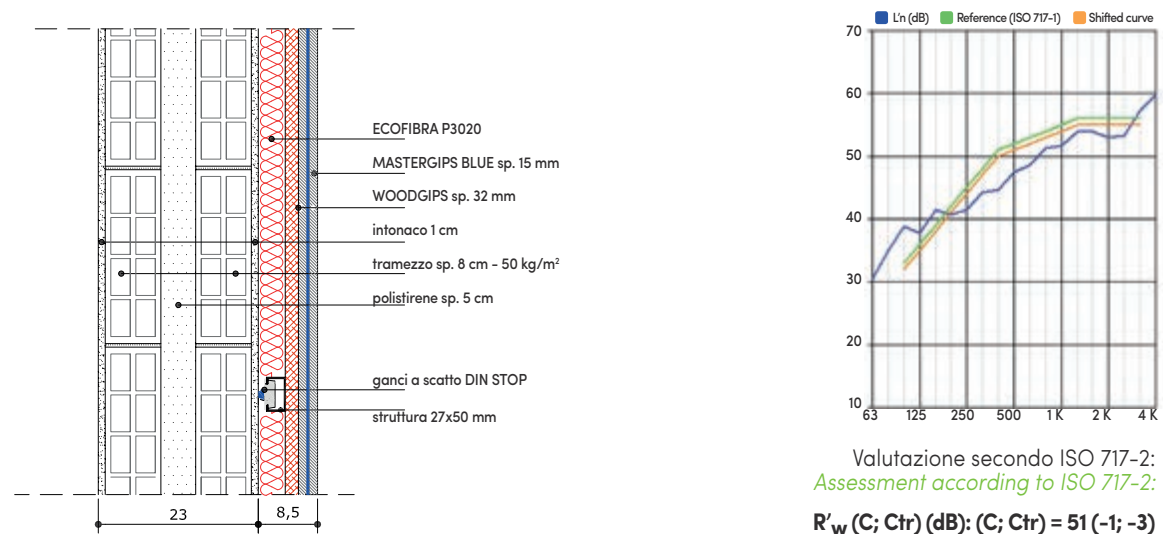 ECOFIBRA P3020
MASTERGIPS BLUE sp. 15 mm
WOODGIPS sp. 32 mm
intonaco 1 cm
tramezzo sp. 8 cm - 50 kg/m²
polistirene sp. 5 cm
ganci a scatto DIN STOP
struttura 27x50 mm
23
8,5
L'n (dB)
Reference (ISO 717-1)
Shifted curve
70
60
50
40
30
20
10
63 125 250 500 1 K 2 K 4 K
Valutazione secondo ISO 717-2:
Assessment according to ISO 717-2:
R'w (C; Ctr) (dB): (C; Ctr) = 51 (-1; -3)